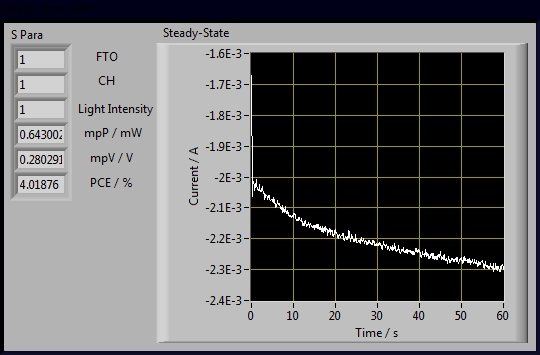 S Para
1 FTO
1 CH
1 Light Intensity
0.643002 mpP / mW
0.280291 mpV / V
4.01876 PCE / %
Steady-State
Current / A
-1.6E-3
-1.7E-3
-1.8E-3
-1.9E-3
-2E-3
-2.1E-3
-2.2E-3
-2.3E-3
-2.4E-3
0 10 20 30 40 50 60
Time / s